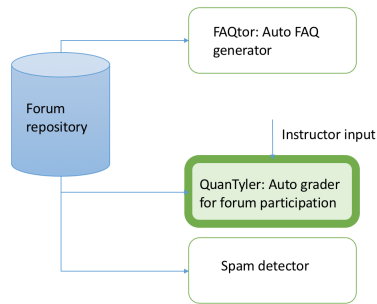 FAQtor: Auto FAQ
generator
Forum
repository
Instructor input
QuanTyler: Auto grader
for forum participation
Spam detector